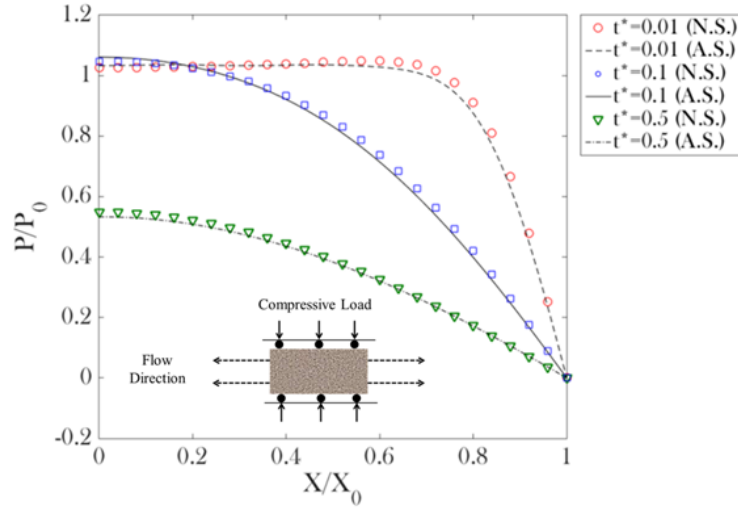 1.2
1
0.8
0.6
0.4
0.2
0
-0.2
P/P0
0
0.2
0.4
0.6
0.8
1
X/X0
Compressive Load
Flow
Direction
t*=0.01 (N.S.)
t*=0.01 (A.S.)
t*=0.1 (N.S.)
t*=0.1 (A.S.)
t*=0.5 (N.S.)
t*=0.5 (A.S.)